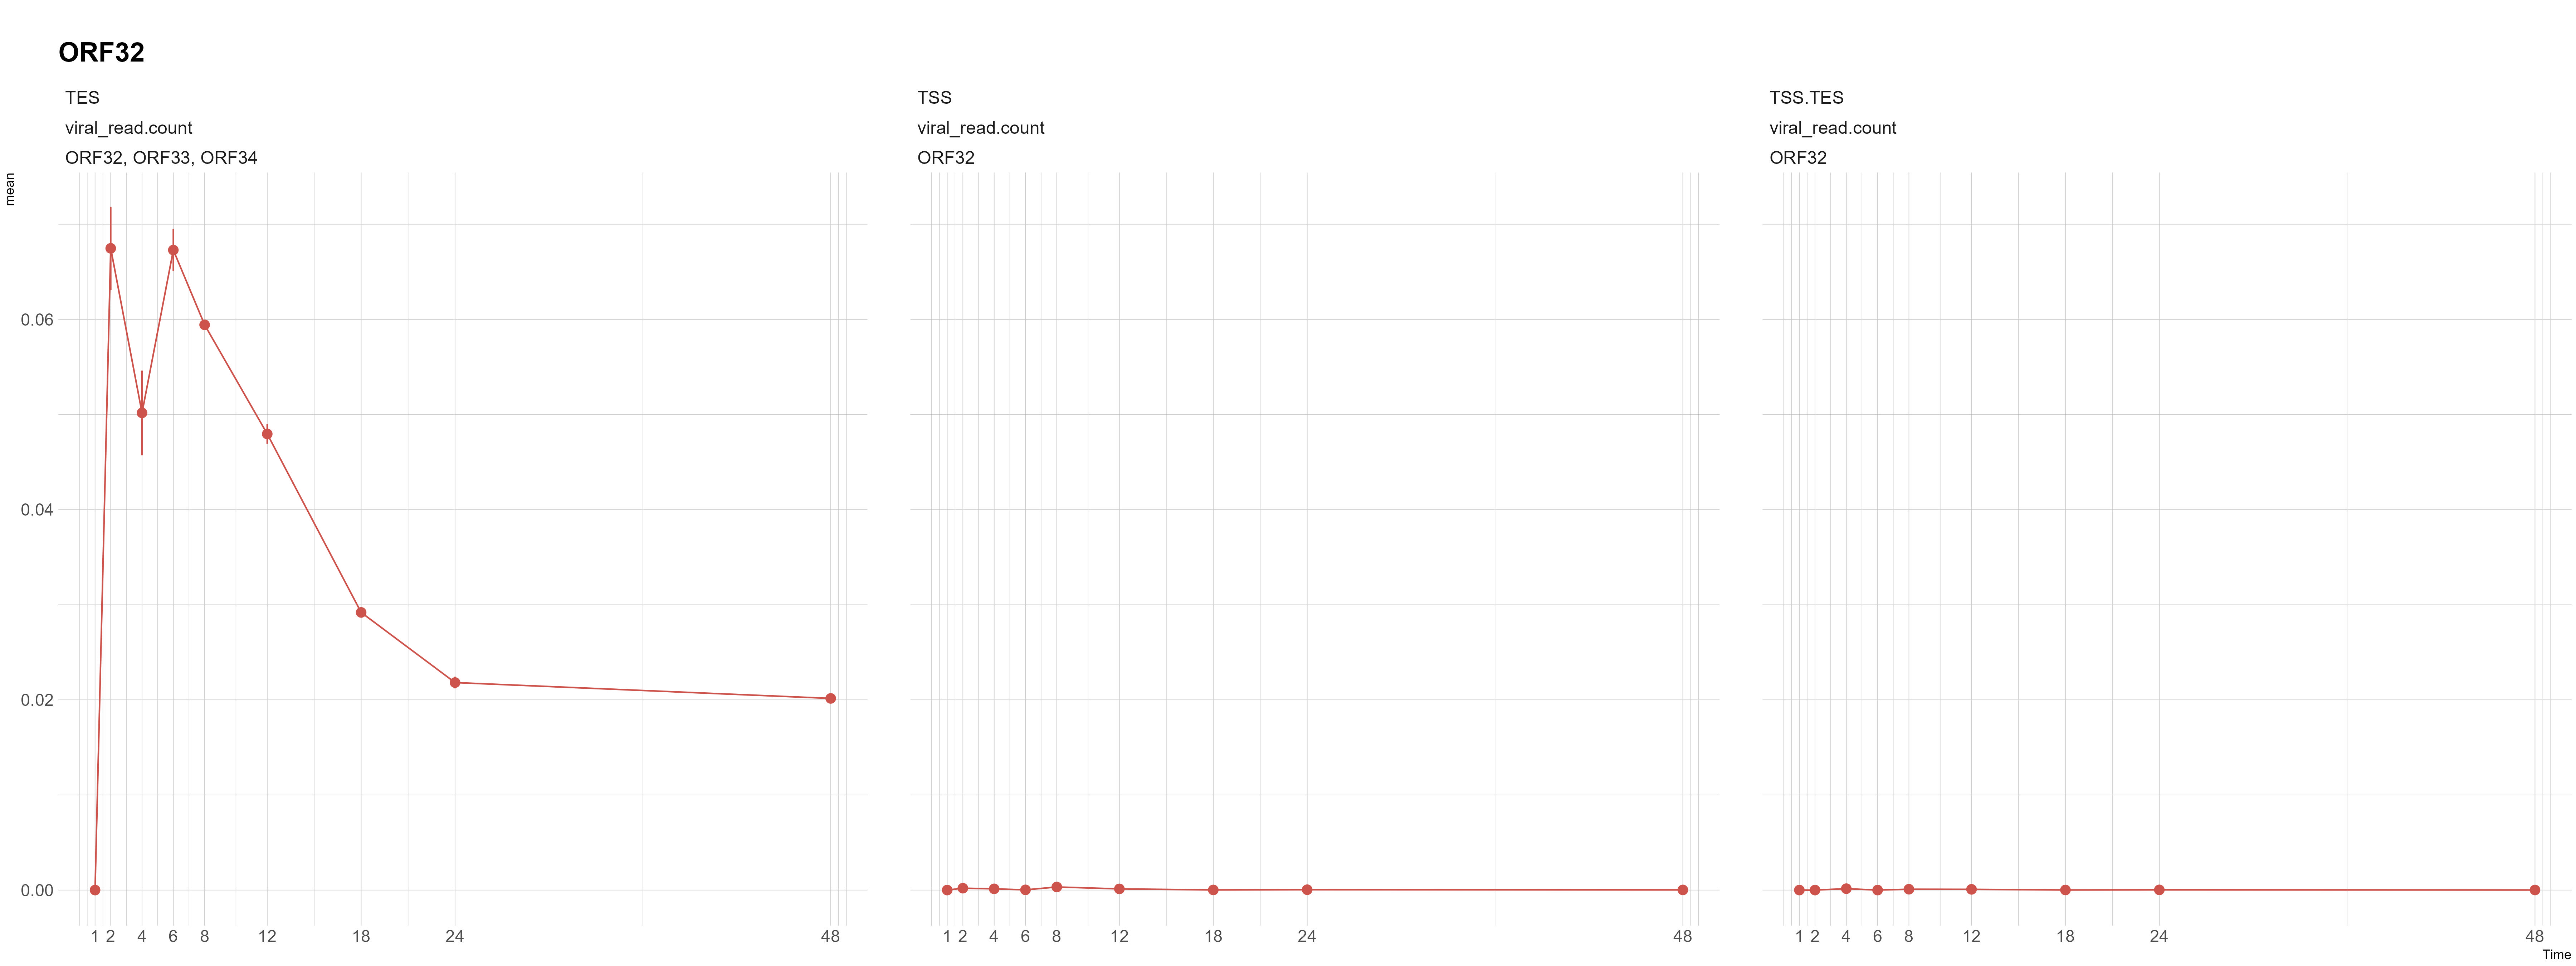 ORF32
TES
viral_read.count
ORF32, ORF33, ORF34
TSS
viral_read.count
ORF32
TSS.TES
viral_read.count
ORF32
mean
0.06
0.04
0.02
0.00
1 2 4 6 8 12 18 24 48
1 2 4 6 8 12 18 24 48
1 2 4 6 8 12 18 24 48
Time